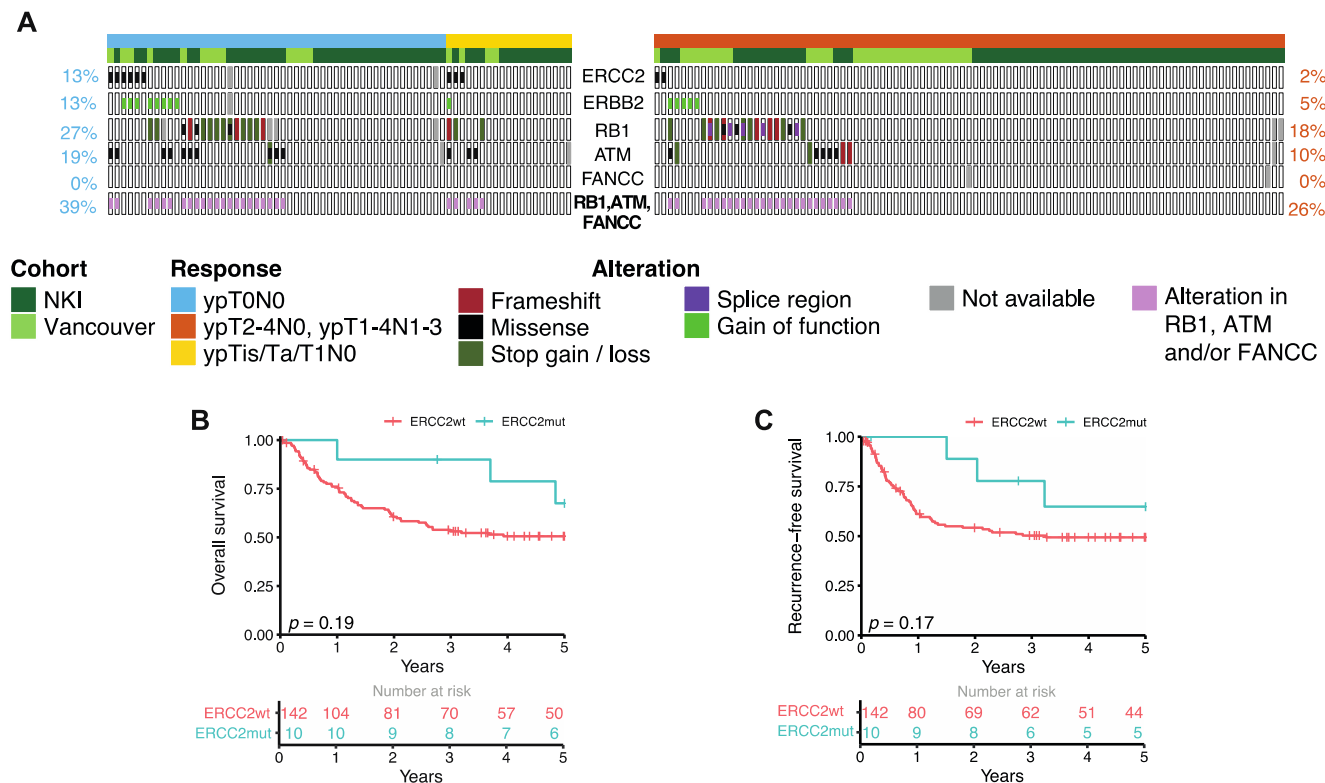 A
13% ERCC2 2%
13% ERBB2 5%
27% RB1 18%
19% ATM 10%
0% FANCC 0%
39% RB1,ATM, 26%
FANCC
Cohort Response Alteration
NKI ypT0N0 Frameshift Splice region Not available Alteration in
Vancouver ypT2-4N0, ypT1-4N1-3 Missense Gain of function RB1, ATM
ypTis/Ta/T1N0 Stop gain / loss and/or FANCC
B
ERCC2wt ERCC2mut
Overall survival
1.00
0.75
0.50
0.25
0.00
p = 0.19
0 1 2 3 4 5
Years
Number at risk
ERCC2wt 142 104 81 70 57 50
ERCC2mut 10 10 9 8 7 6
0 1 2 3 4 5
Years
C
ERCC2wt ERCC2mut
Recurrence−free survival
1.00
0.75
0.50
0.25
0.00
p = 0.17
0 1 2 3 4 5
Years
Number at risk
ERCC2wt 142 80 69 62 51 44
ERCC2mut 10 9 8 6 5 5
0 1 2 3 4 5
Years